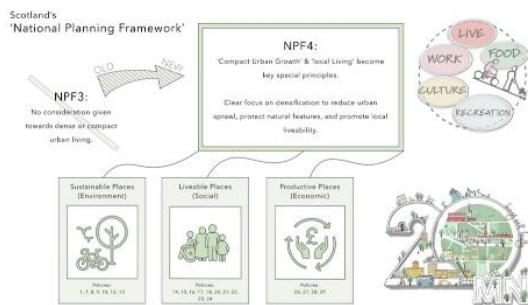 Scotland's
'National Planning Framework'
OLD
NEW
NPF3:
No consideration given
towards dense or compact
urban living.
NPF4:
'Compact Urban Growth' & 'local Living' become
key spacial principles.
Clear focus on densification to reduce urban
sprawl, protect natural features, and promote local
liveability.
LIVE
WORK
FOOD
CULTURE
RECREATION
Sustainable Places
(Environment)
Policies
1, 7, 8, 9, 10, 12, 13
Liveable Places
(Social)
Policies
14, 15, 16, 17, 18, 20, 21, 22,
23, 24
Productive Places
(Economic)
£
Policies
26, 27, 28, 29
20
MN